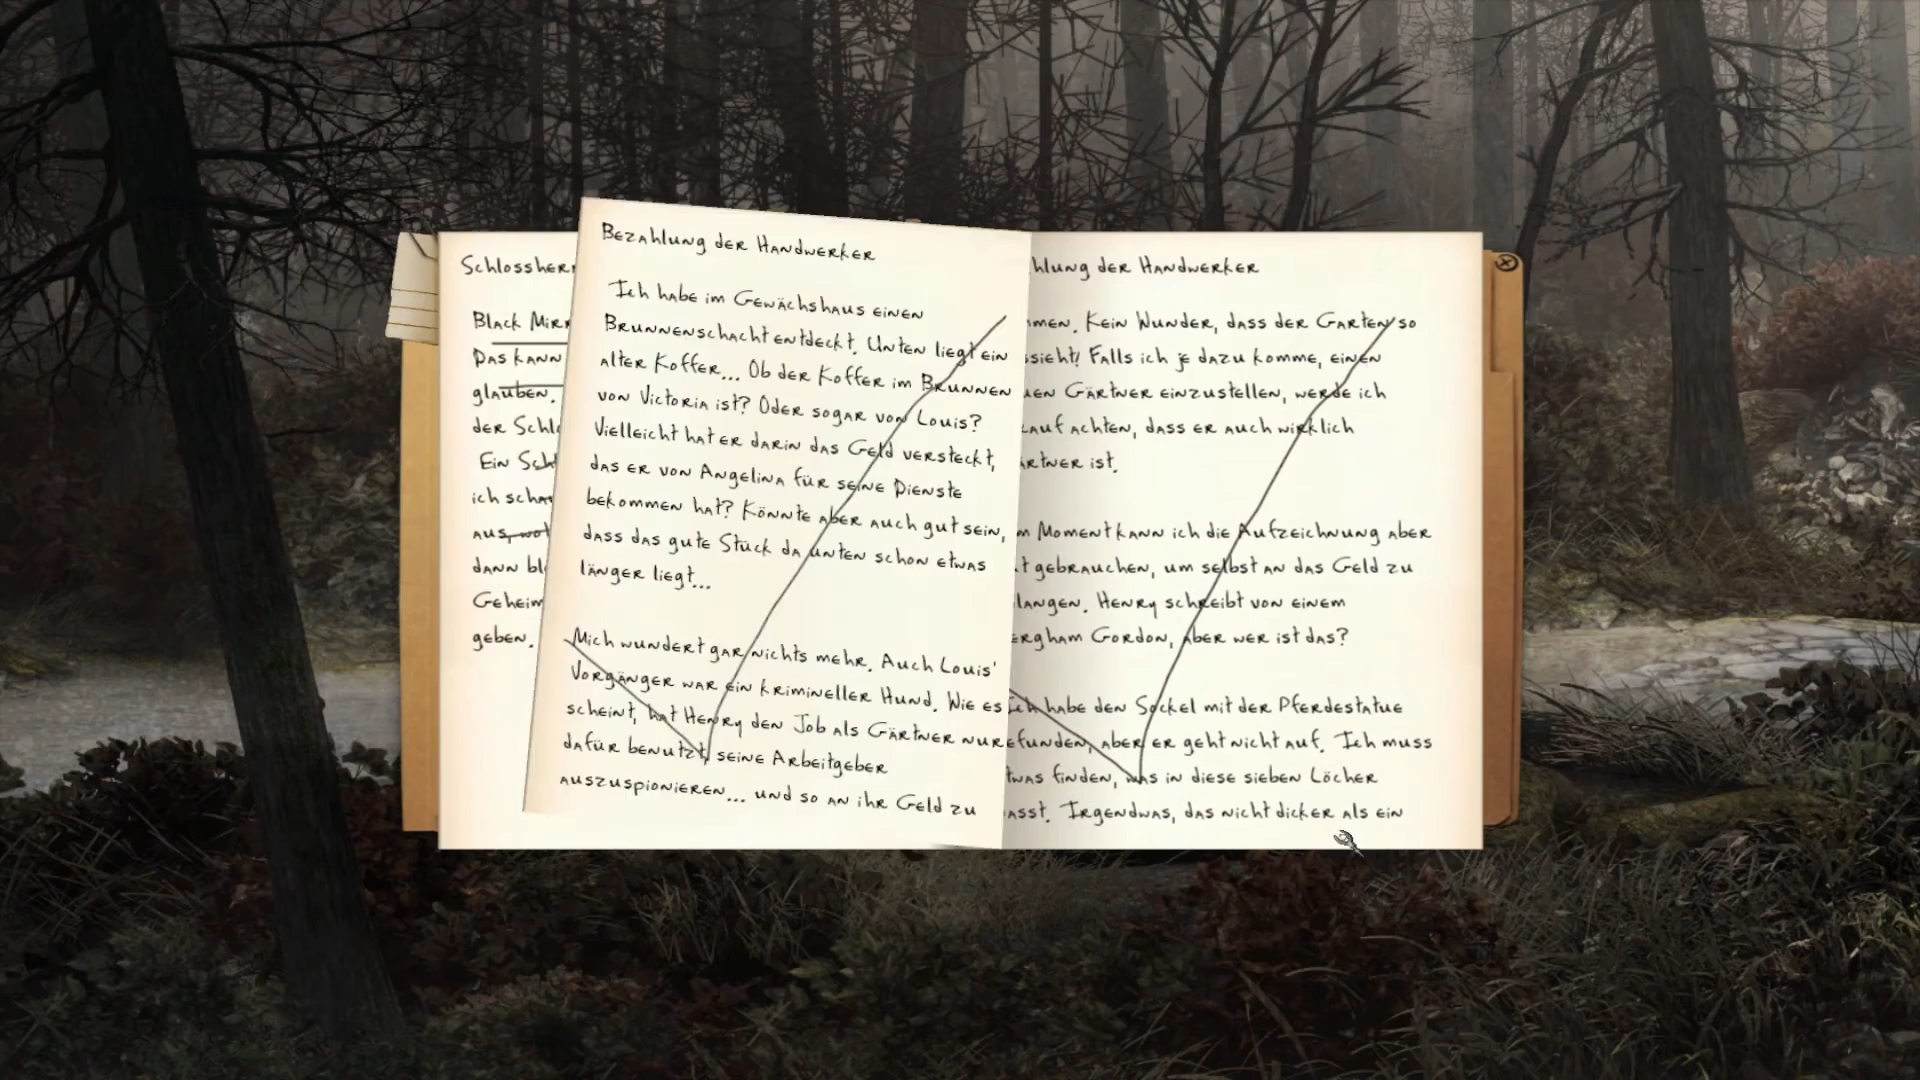 Schlossher
Black Mir
Das kann
glauben.
der Schl
Ein Sch
ich scha
aus,
dann bl
Geheim
geben.
Bezahlung der Handwerker
Ich habe im Gewächshaus einen
Brunnenschacht entdeckt. Unten liegt ein
alter Koffer... Ob der Koffer im Brunnen
von Victoria ist? Oder sogar von Louis?
Vielleicht hat er darin das Geld versteckt,
das er von Angelina für seine Dienste
bekommen hat? Könnte aber auch gut sein,
dass das gute Stück da unten schon etwas
länger liegt...
Mich wundert gar nichts mehr. Auch Louis'
Vorgänger war ein krimineller Hund. Wie es
scheint, hat Henry den Job als Gärtner nur
dafür benutzt, seine Arbeitgeber
auszuspionieren... und so an ihr Geld zu
hlung der Handwerker
mmen. Kein Wunder, dass der Garten so
ssieht! Falls ich je dazu komme, einen
uen Gärtner einzustellen, werde ich
rauf achten, dass er auch wirklich
ärtner ist.
m Moment kann ich die Aufzeichnung aber
t gebrauchen, um selbst an das Geld zu
langen. Henry schreibt von einem
ergham Gordon, aber wer ist das?
Ich habe den Sockel mit der Pferdestatue
efunden, aber er geht nicht auf. Ich muss
twas finden, was in diese sieben Löcher
asst. Irgendwas, das nicht dicker als ein